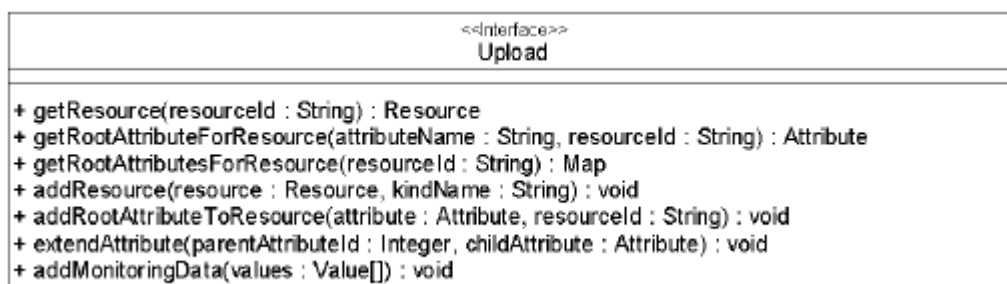 <<Interface>>
Upload
+ getResource(resourceId : String) : Resource
+ getRootAttributeForResource(attributeName : String, resourceId : String) : Attribute
+ getRootAttributesForResource(resourceId : String) : Map
+ addResource(resource : Resource, kindName : String) : void
+ addRootAttributeToResource(attribute : Attribute, resourceId : String) : void
+ extendAttribute(parentAttributeId : Integer, childAttribute : Attribute) : void
+ addMonitoringData(values : Value[]) : void